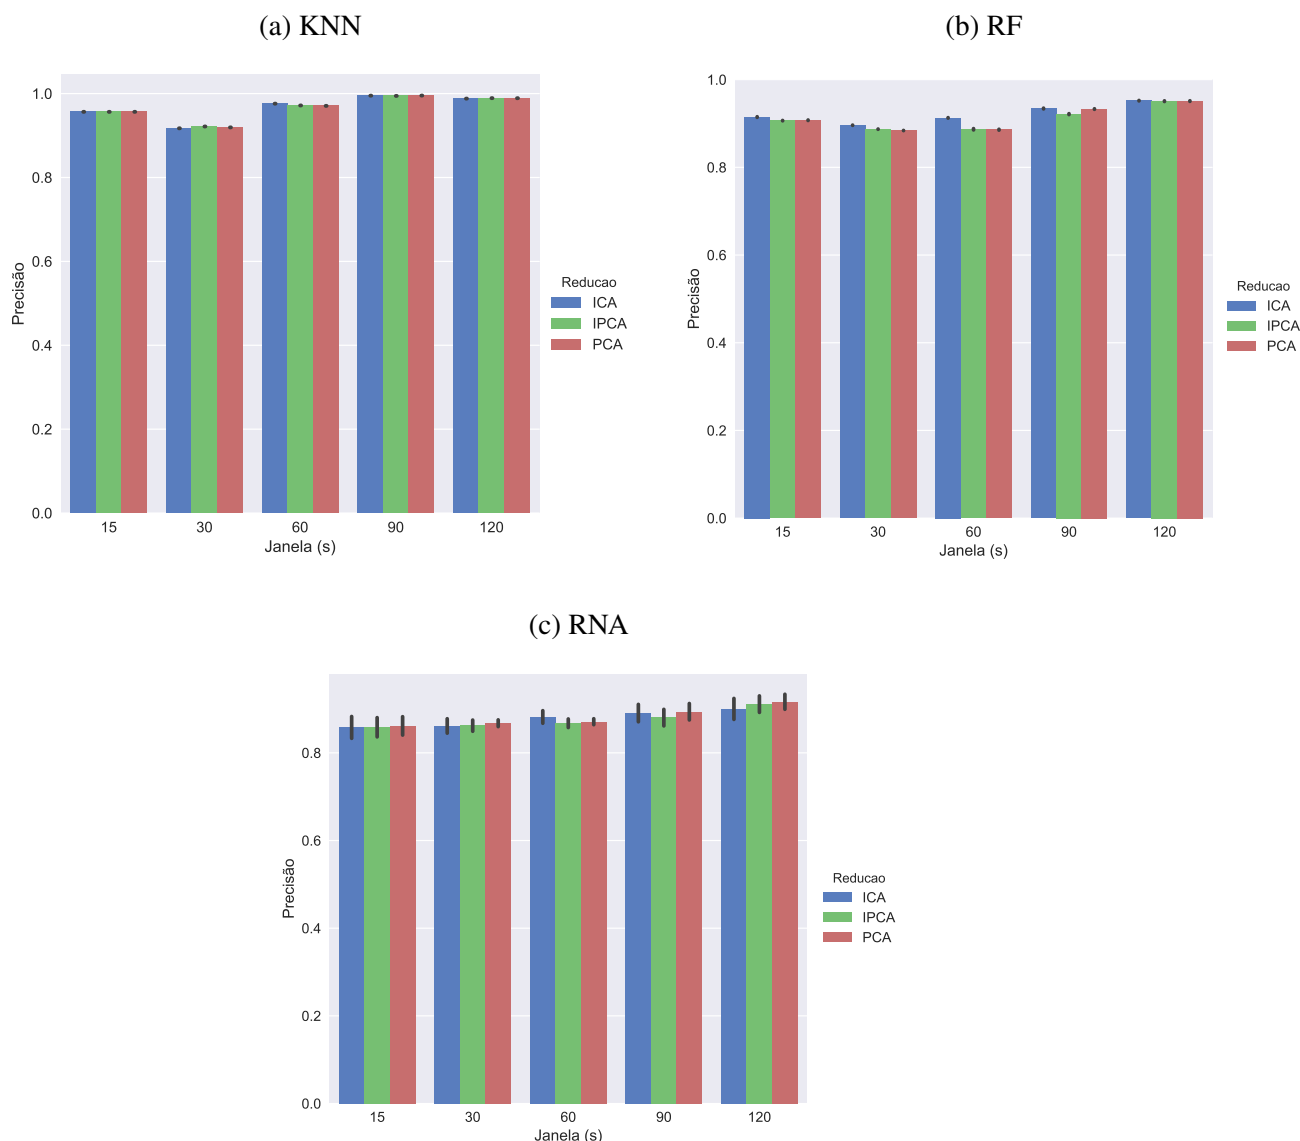 (a) KNN
1.0
0.8
0.6
0.4
0.2
0.0
Precisão
15 30 60 90 120
Janela (s)
Reducao
ICA
IPCA
PCA
(b) RF
1.0
0.8
0.6
0.4
0.2
0.0
Precisão
15 30 60 90 120
Janela (s)
Reducao
ICA
IPCA
PCA
(c) RNA
0.8
0.6
0.4
0.2
0.0
Precisão
15 30 60 90 120
Janela (s)
Reducao
ICA
IPCA
PCA